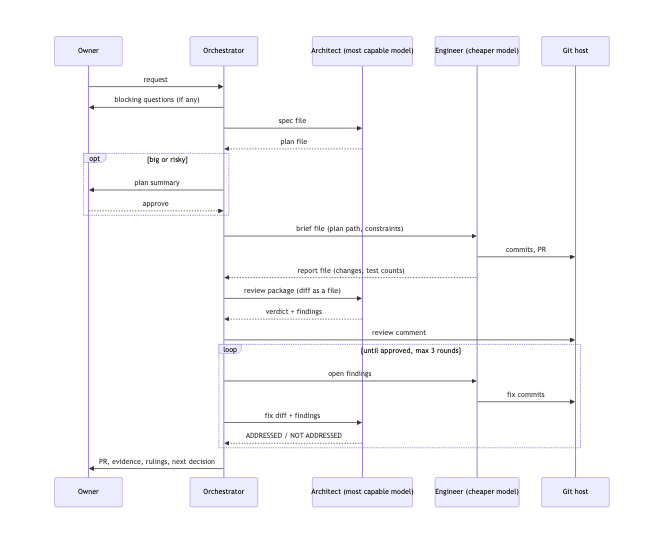 Owner
Orchestrator
Architect (most capable model)
Engineer (cheaper model)
Git host
request
blocking questions (if any)
spec file
plan file
opt
[big or risky]
plan summary
approve
brief file (plan path, constraints)
commits, PR
report file (changes, test counts)
review package (diff as a file)
verdict + findings
review comment
loop
[until approved, max 3 rounds]
open findings
fix commits
fix diff + findings
ADDRESSED / NOT ADDRESSED
PR, evidence, rulings, next decision
Owner
Orchestrator
Architect (most capable model)
Engineer (cheaper model)
Git host